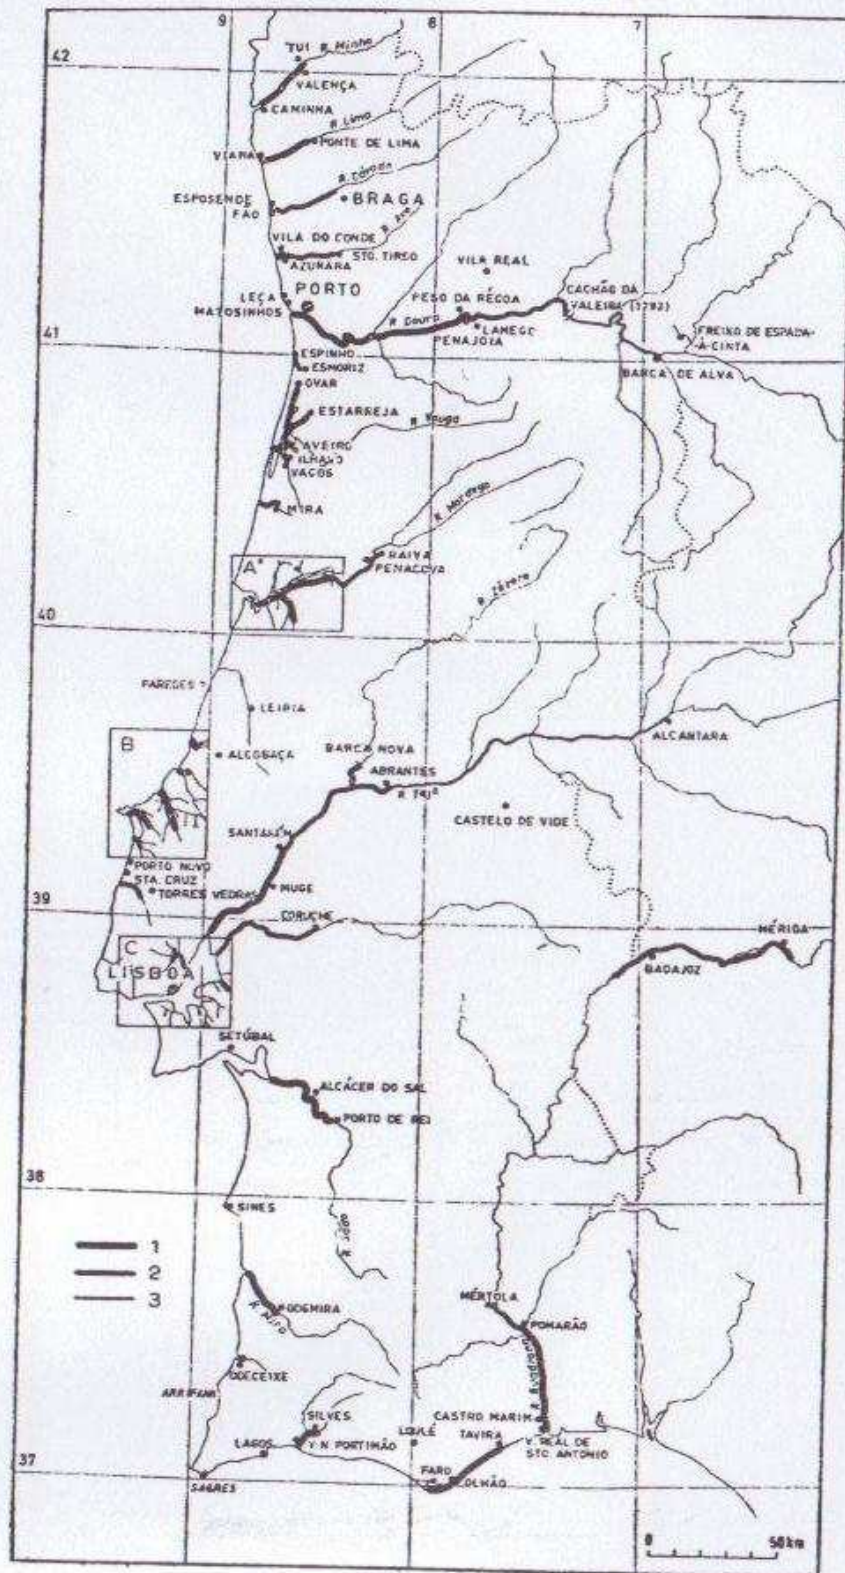 9
8
7
42
TUI
R. Minho
VALENÇA
CAMINHA
R. Lima
PONTE DE LIMA
VIANA
R. Cávado
ESPOSENDE
FÃO
BRAGA
R. Ave
VILA DO CONDE
STO. TIRSO
AZURARA
VILA REAL
PORTO
LEÇA
MATOSINHOS
PESO DA RÉGOA
CACHÃO DA
VALEIRA (1792)
R. Douro
LAMEGO
PENAJOIA
FREIXO DE ESPADA-
À-CINTA
41
ESPINHO
ESMORIZ
BARCA DE ALVA
OVAR
ESTARREJA
R. Vouga
AVEIRO
ILHAVO
VAGOS
MIRA
R. Mondego
A
RAIVA
PENACOVA
R. Zézere
40
PAREDES ?
LEIRIA
B
ALCOBAÇA
ALCANTARA
BARCA NOVA
ABRANTES
R. TEJO
CASTELO DE VIDE
SANTARÉM
PORTO NOVO
STA. CRUZ
TORRES VEDRAS
MUGE
39
CORUCHE
MÉRIDA
C
LISBOA
BADAJOZ
SETÚBAL
ALCÁCER DO SAL
PORTO DE REI
38
SINES
R. Sado
1
2
3
R. Mira
ODEMIRA
MÉRTOLA
POMARÃO
R. Guadiana
ODECEIXE
ARRIFANA
SILVES
CASTRO MARIM
LAGOS
V. N. PORTIMÃO
LOULÉ
TAVIRA
V. REAL DE
STO. ANTONIO
37
SAGRES
FARO
OLHÃO
0
50 km